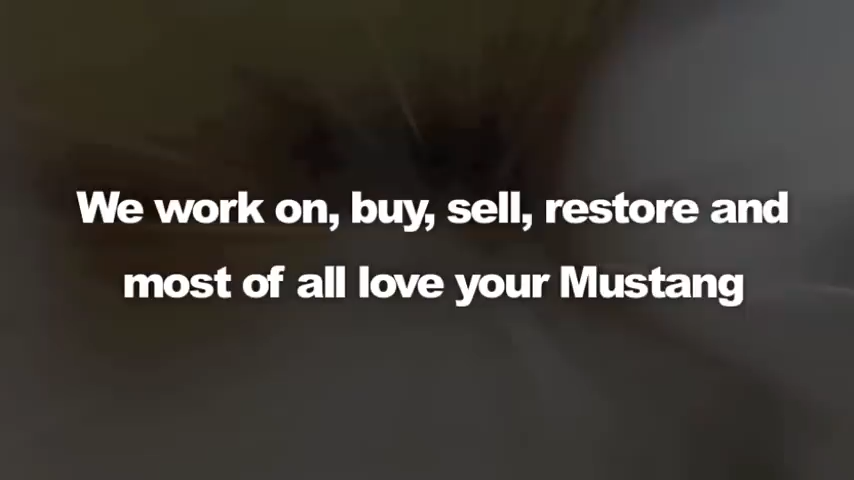 We work on, buy, sell, restore and
most of all love your Mustang